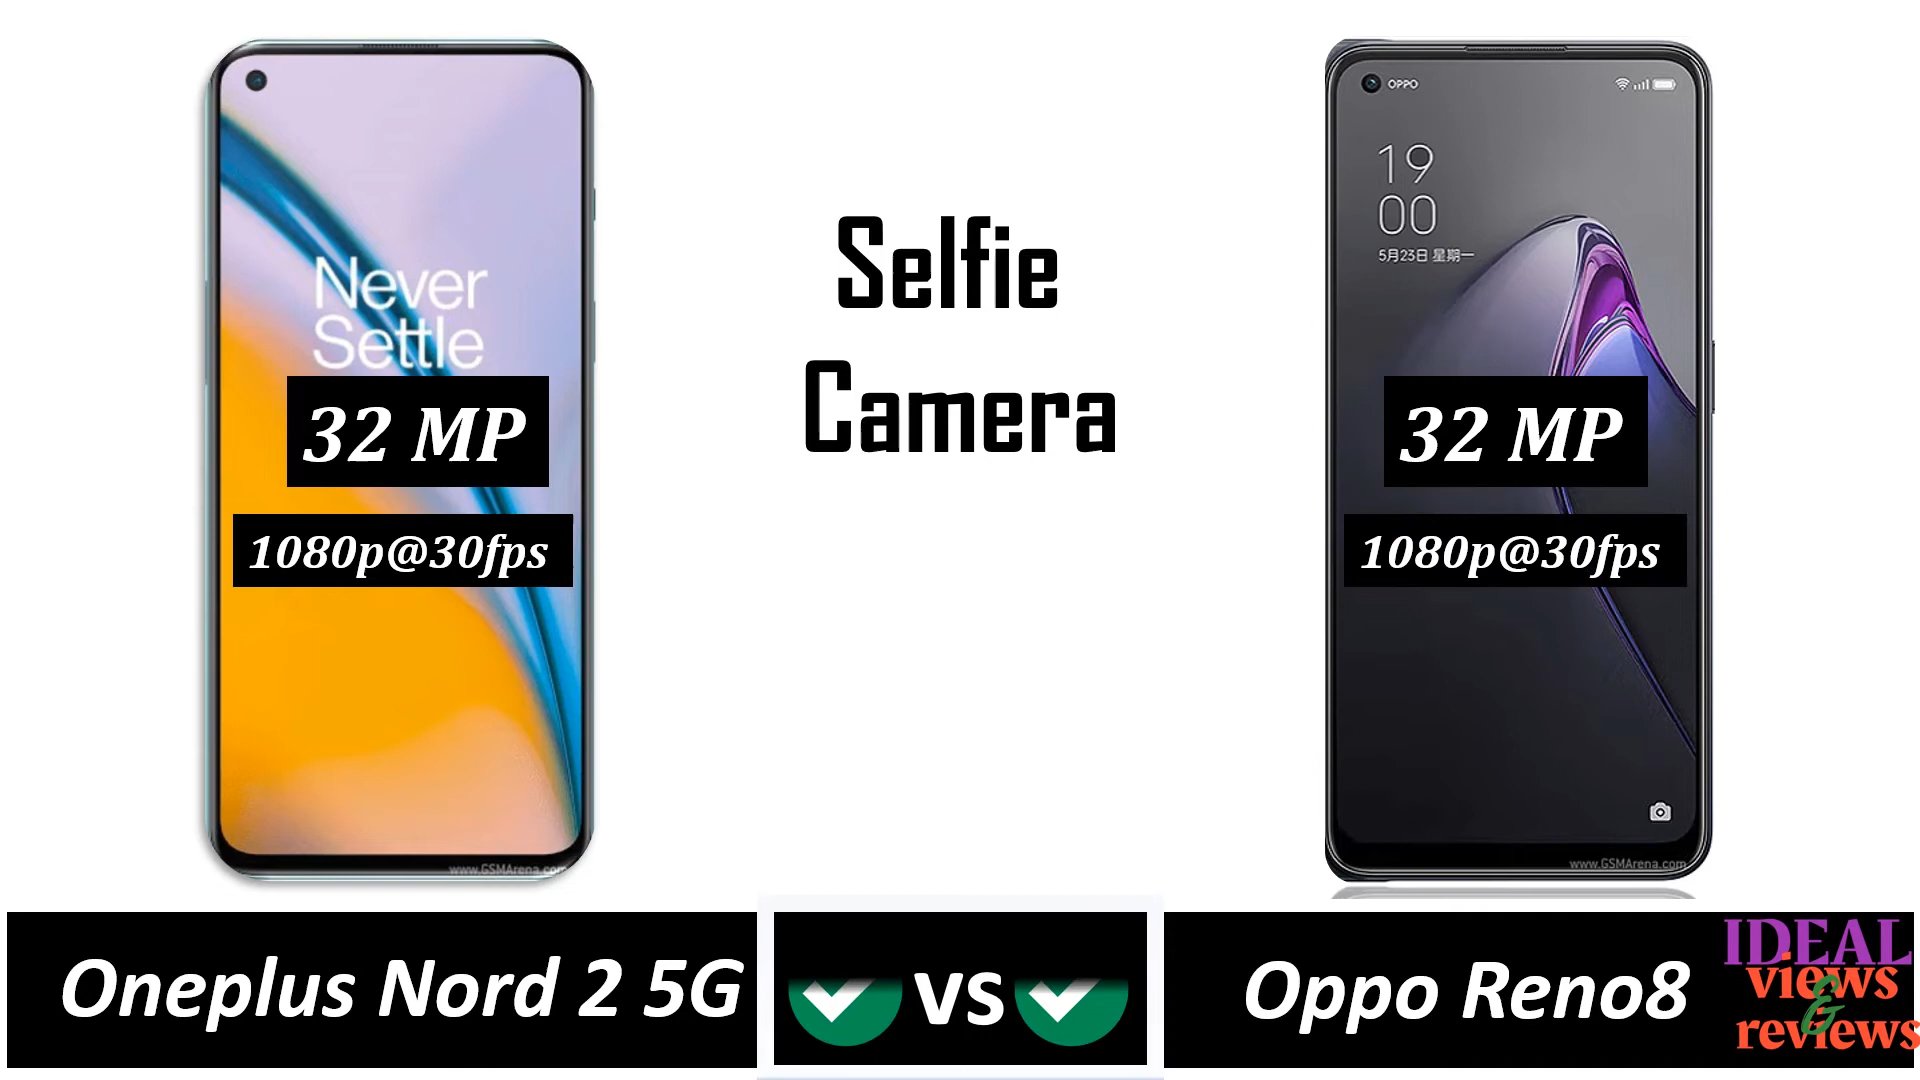 Never
Settle
32 MP
1080p@30fps
www.GSMArena.com
Selfie
Camera
OPPO
19
00
5月23日 星期一
32 MP
1080p@30fps
www.GSMArena.com
Oneplus Nord 2 5G
vs
Oppo Reno8
IDEAL
views
&
reviews